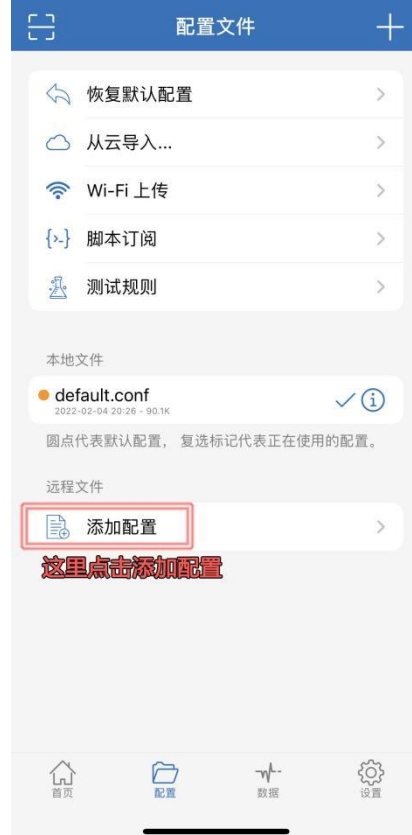 配置文件
恢复默认配置
从云导入...
Wi-Fi 上传
脚本订阅
测试规则
本地文件
default.conf
2022-02-04 20:26 - 90.1K
圆点代表默认配置， 复选标记代表正在使用的配置。
远程文件
添加配置
这里点击添加配置
首页 配置 数据 设置